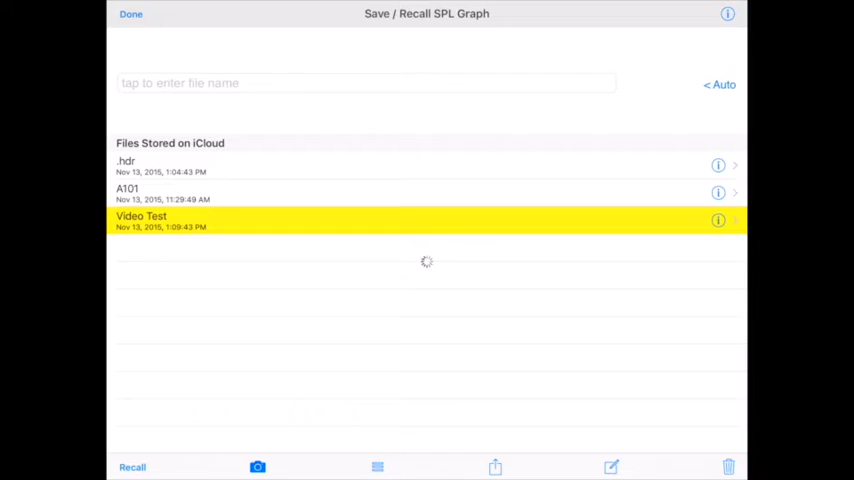 Done
Save / Recall SPL Graph
tap to enter file name
< Auto
Files Stored on iCloud
.hdr
Nov 13, 2015, 1:04:43 PM
A101
Nov 13, 2015, 11:29:49 AM
Video Test
Nov 13, 2015, 1:09:43 PM
Recall